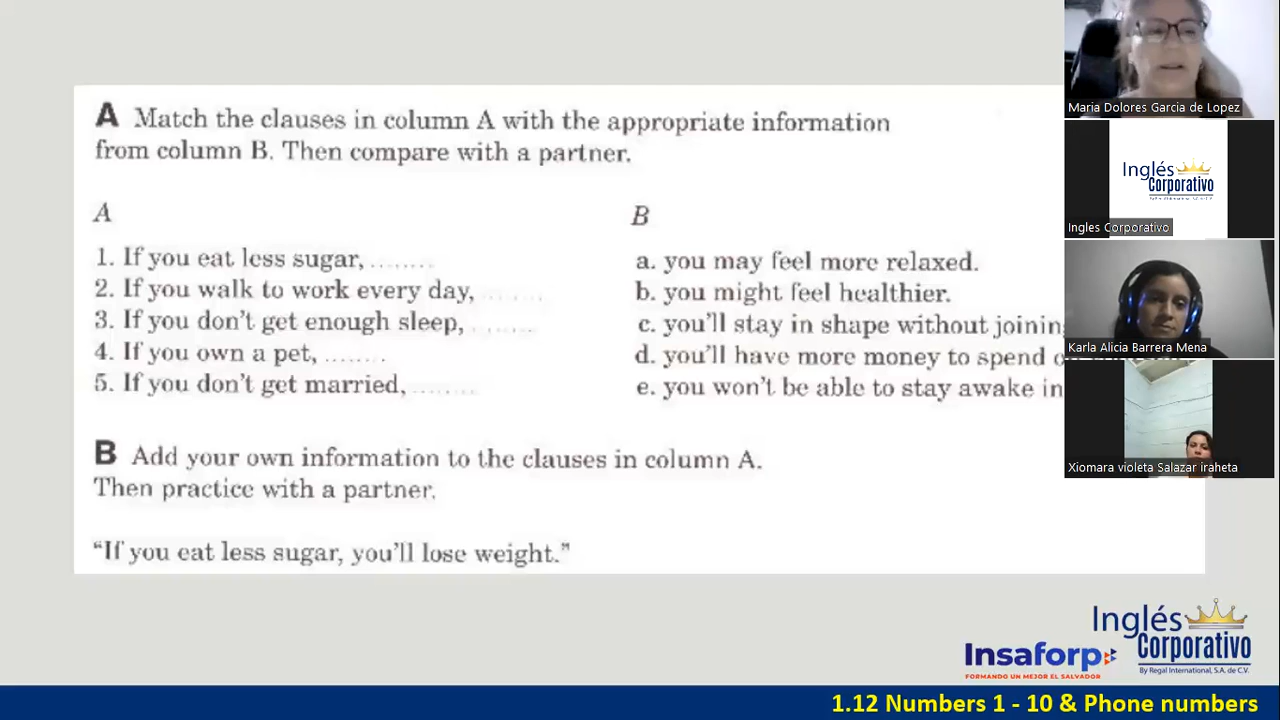 A Match the clauses in column A with the appropriate information
from column B. Then compare with a partner.
A
1. If you eat less sugar, ........
2. If you walk to work every day, ........
3. If you don't get enough sleep, ........
4. If you own a pet, ........
5. If you don't get married, ........
B
a. you may feel more relaxed.
b. you might feel healthier.
c. you'll stay in shape without joining
d. you'll have more money to spend
e. you won't be able to stay awake in
B Add your own information to the clauses in column A.
Then practice with a partner.
"If you eat less sugar, you'll lose weight."
Maria Dolores Garcia de Lopez
Inglés
Corporativo
Ingles Corporativo
Karla Alicia Barrera Mena
Xiomara violeta Salazar iraheta
Insaforp
FORMANDO UN MEJOR EL SALVADOR
Inglés
Corporativo
By Regal International, S.A. de C.V.
1.12 Numbers 1 - 10 & Phone numbers